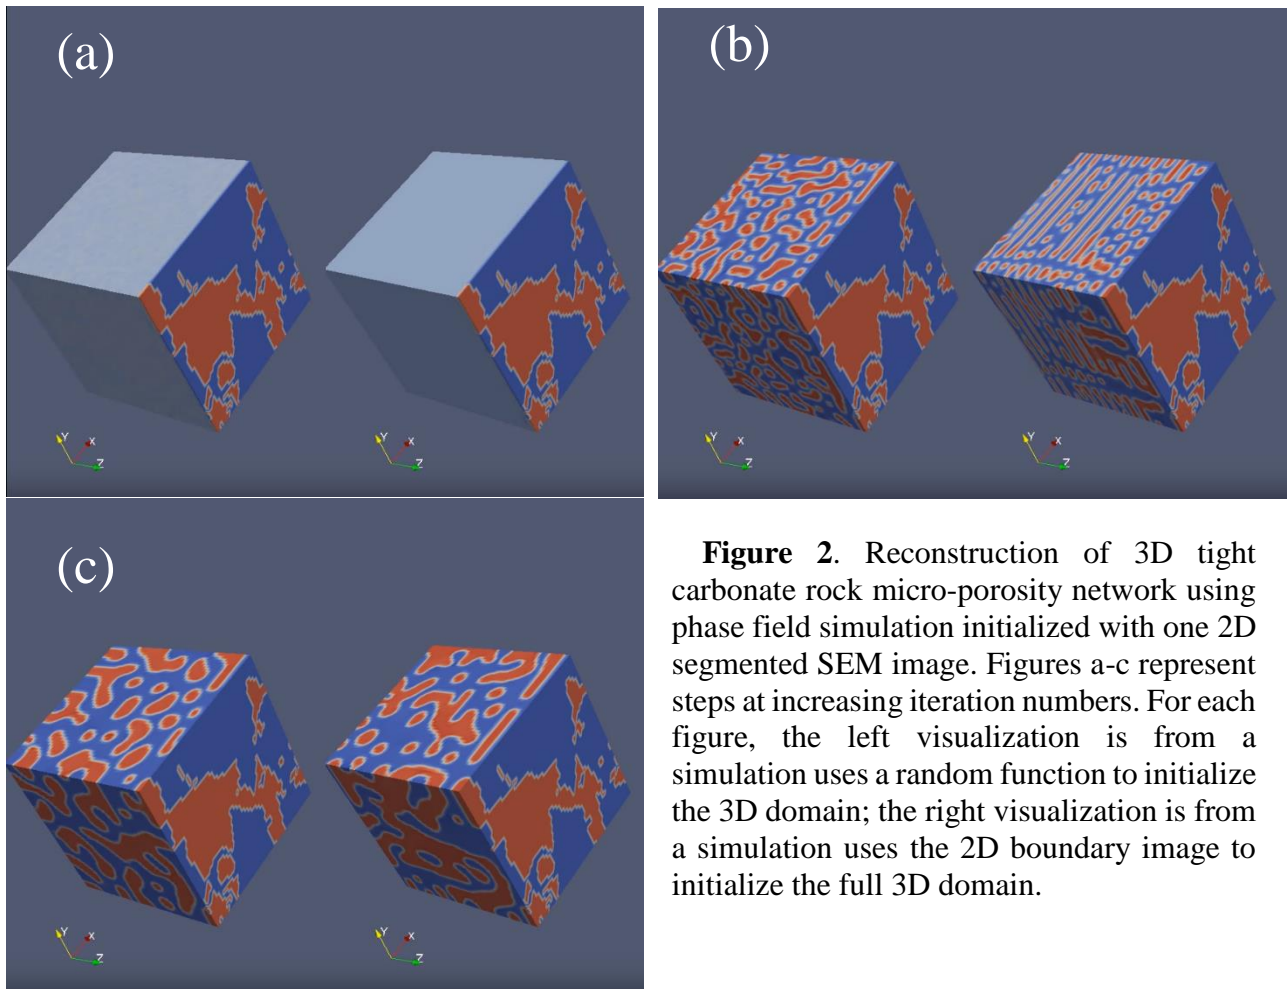 (a)
(b)
Y
X
Z
Y
X
Z
Y
X
Z
Y
X
Z
(c)
Y
X
Z
Y
X
Z
Figure 2. Reconstruction of 3D tight
carbonate rock micro-porosity network using
phase field simulation initialized with one 2D
segmented SEM image. Figures a-c represent
steps at increasing iteration numbers. For each
figure, the left visualization is from a
simulation uses a random function to initialize
the 3D domain; the right visualization is from
a simulation uses the 2D boundary image to
initialize the full 3D domain.